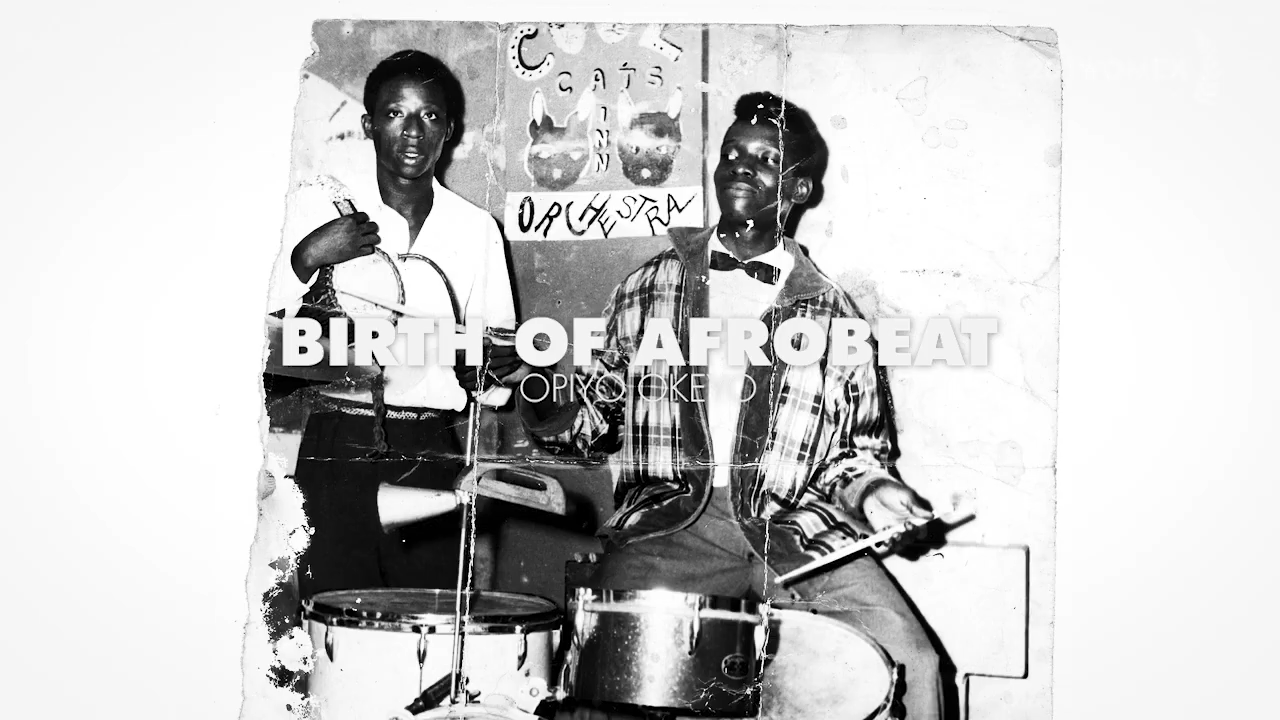 COOL
CATS
INN
ORCHESTRA
BIRTH OF AFROBEAT
OPIYO OKEYO